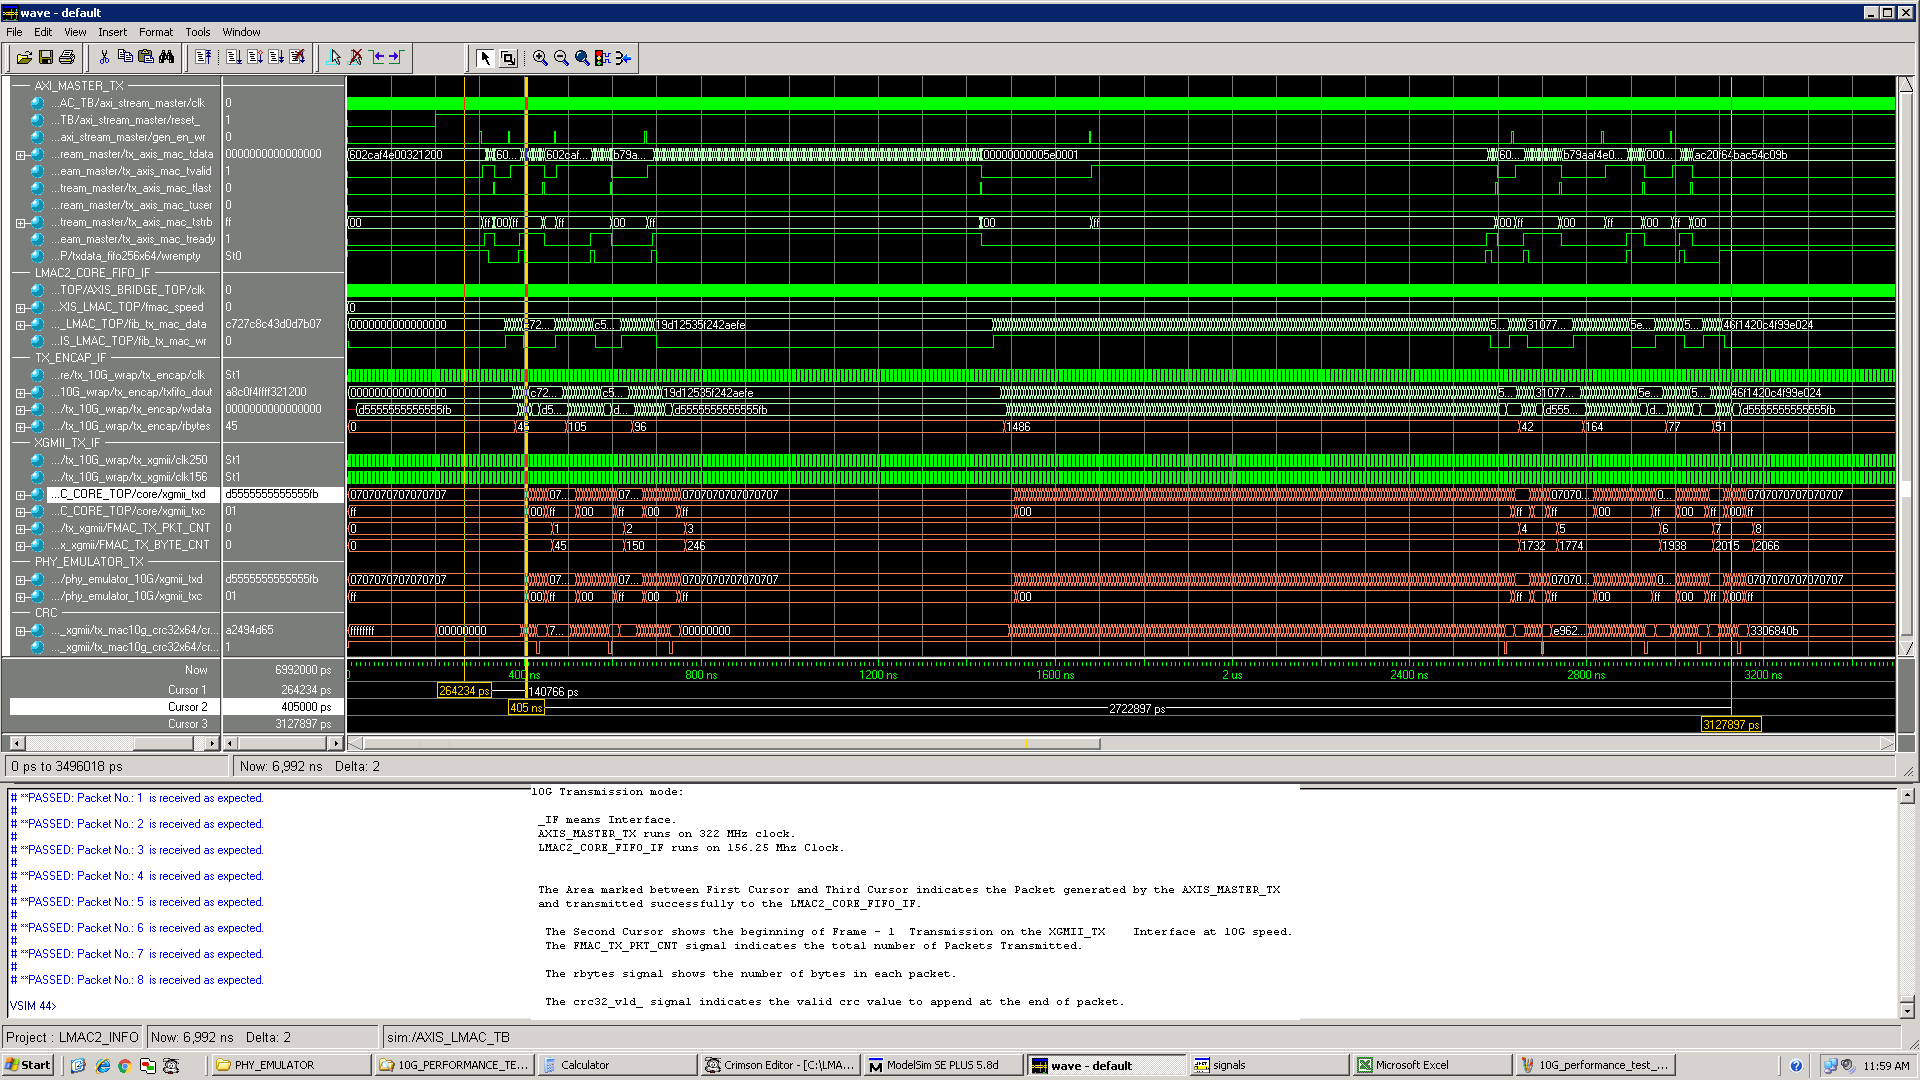 wave - default
File Edit View Insert Format Tools Window
AXI_MASTER_TX
...AC_TB/axi_stream_master/clk 0
...TB/axi_stream_master/reset_ 1
...axi_stream_master/gen_en_wr 0
...ream_master/tx_axis_mac_tdata 0000000000000000 602caf4e00321200 60... 602caf... b79a... 00000000005e0001 60... b79aaf4e0... 000... ac20f64bac54c09b
...eam_master/tx_axis_mac_tvalid 1
...tream_master/tx_axis_mac_tlast 0
...ream_master/tx_axis_mac_tuser 0
...tream_master/tx_axis_mac_tstrb ff 00 ff 00 ff ff 00 ff 00 ff 00 ff 00 ff 00 ff 00
...eam_master/tx_axis_mac_tready 1
...P/txdata_fifo256x64/wrempty St0
LMAC2_CORE_FIFO_IF
...TOP/AXIS_BRIDGE_TOP/clk 0
...XIS_LMAC_TOP/fmac_speed 0 0
..._LMAC_TOP/fib_tx_mac_data c727c8c43d0d7b07 0000000000000000 c72... c5... 19d12535f242aefe 5... 31077... 5e... 5... 46f1420c4f99e024
...IS_LMAC_TOP/fib_tx_mac_wr 0
TX_ENCAP_IF
...re/tx_10G_wrap/tx_encap/clk St1
...10G_wrap/tx_encap/txfifo_dout a8c0f4ffff321200 0000000000000000 c72... c5... 19d12535f242aefe 5... 31077... 5e... 5... 46f1420c4f99e024
.../tx_10G_wrap/tx_encap/wdata 0000000000000000 d5555555555555fb d5... d... d5555555555555fb d555... d... d5555555555555fb
.../tx_10G_wrap/tx_encap/rbytes 45 0 45 105 96 1486 42 164 77 51
XGMII_TX_IF
.../tx_10G_wrap/tx_xgmii/clk250 St1
.../tx_10G_wrap/tx_xgmii/clk156 St1
...C_CORE_TOP/core/xgmii_txd d5555555555555fb 0707070707070707 07... 07... 0707070707070707 07070... 0... 0707070707070707
...C_CORE_TOP/core/xgmii_txc 01 ff 00 ff 00 ff 00 ff 00 ff ff 00 ff 00 ff 00 ff
.../tx_xgmii/FMAC_TX_PKT_CNT 0 0 1 2 3 4 5 6 7 8
...x_xgmii/FMAC_TX_BYTE_CNT 0 0 45 150 246 1732 1774 1938 2015 2066
PHY_EMULATOR_TX
.../phy_emulator_10G/xgmii_txd d5555555555555fb 0707070707070707 07... 07... 0707070707070707 07070... 0... 0707070707070707
.../phy_emulator_10G/xgmii_txc 01 ff 00 ff 00 ff 00 ff 00 ff ff 00 ff 00 ff 00 ff
CRC
..._xgmii/tx_mac10g_crc32x64/cr... a2494d65 ffffffff 00000000 7... 00000000 e962... 3306840b
..._xgmii/tx_mac10g_crc32x64/cr... 1
Now 6992000 ps 400 ns 800 ns 1200 ns 1600 ns 2 us 2400 ns 2800 ns 3200 ns
Cursor 1 264234 ps 264234 ps 140766 ps
Cursor 2 405000 ps 405 ns 2722897 ps
Cursor 3 3127897 ps 3127897 ps
0 ps to 3496018 ps Now: 6,992 ns Delta: 2
# **PASSED: Packet No.: 1 is received as expected.
#
# **PASSED: Packet No.: 2 is received as expected.
#
# **PASSED: Packet No.: 3 is received as expected.
#
# **PASSED: Packet No.: 4 is received as expected.
#
# **PASSED: Packet No.: 5 is received as expected.
#
# **PASSED: Packet No.: 6 is received as expected.
#
# **PASSED: Packet No.: 7 is received as expected.
#
# **PASSED: Packet No.: 8 is received as expected.
VSIM 44>
10G Transmission mode:
_IF means Interface.
AXIS_MASTER_TX runs on 322 MHz clock.
LMAC2_CORE_FIFO_IF runs on 156.25 Mhz Clock.
The Area marked between First Cursor and Third Cursor indicates the Packet generated by the AXIS_MASTER_TX
and transmitted successfully to the LMAC2_CORE_FIFO_IF.
The Second Cursor shows the beginning of Frame - 1 Transmission on the XGMII_TX Interface at 10G speed.
The FMAC_TX_PKT_CNT signal indicates the total number of Packets Transmitted.
The rbytes signal shows the number of bytes in each packet.
The crc32_vld_ signal indicates the valid crc value to append at the end of packet.
Project : LMAC2_INFO Now: 6,992 ns Delta: 2 sim:/AXIS_LMAC_TB
Start PHY_EMULATOR 10G_PERFORMANCE_TE... Calculator Crimson Editor - [C:\LMA... ModelSim SE PLUS 5.8d wave - default signals Microsoft Excel 10G_performance_test_... 11:59 AM